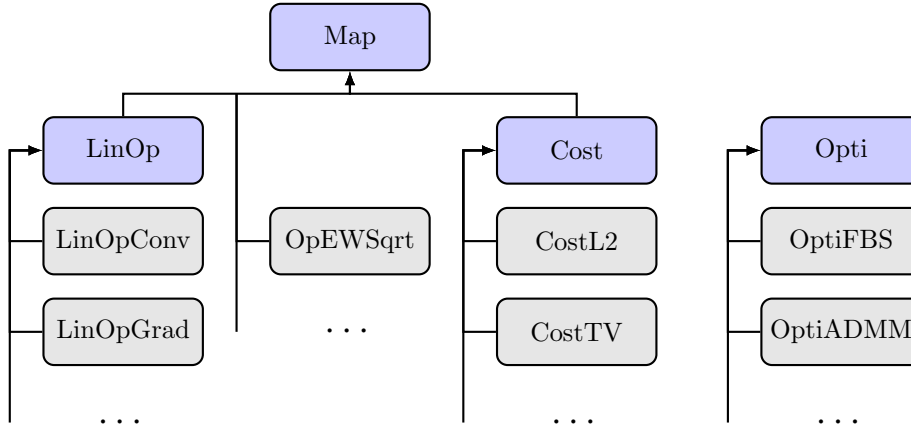 Map
LinOp
Cost
Opti
LinOpConv
OpEWSqrt
CostL2
OptiFBS
LinOpGrad
...
CostTV
OptiADMM
...
...
...